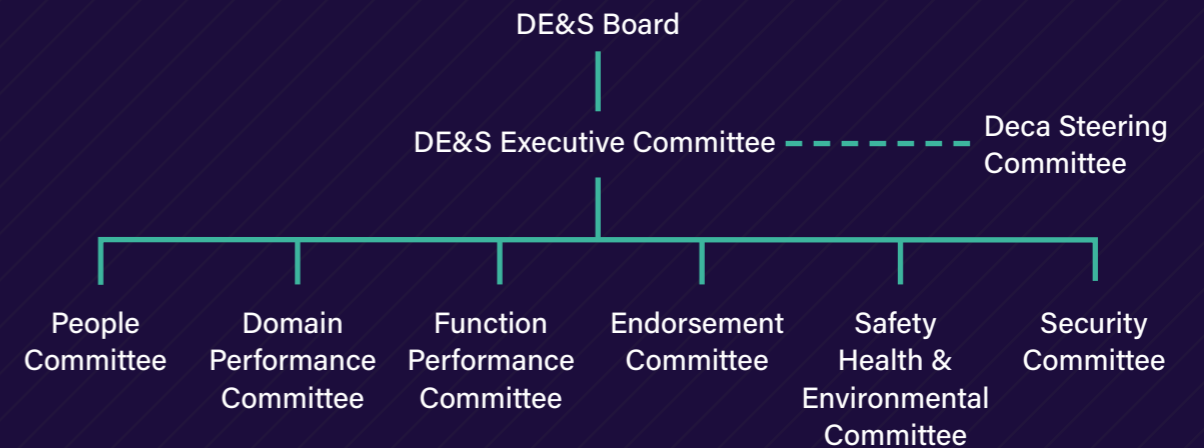 DE&S Board
DE&S Executive Committee
Deca Steering
Committee
People
Committee
Domain
Performance
Committee
Function
Performance
Committee
Endorsement
Committee
Safety
Health &
Environmental
Committee
Security
Committee